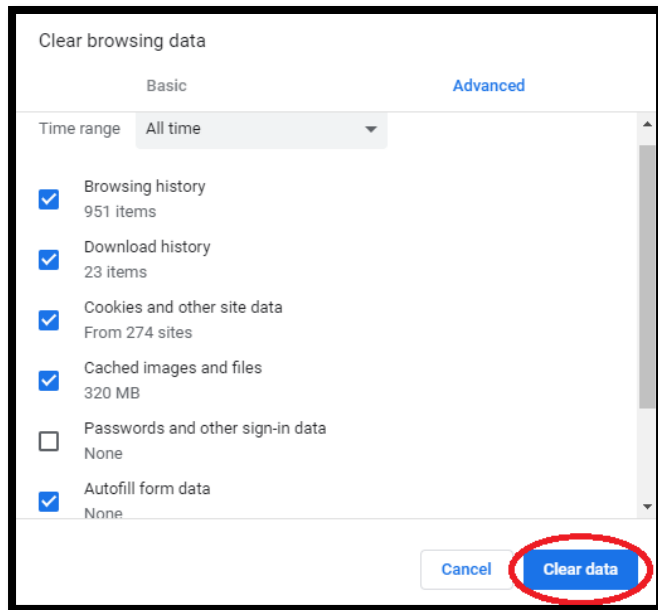 Clear browsing data
Basic
Advanced
Time range
All time
Browsing history
951 items
Download history
23 items
Cookies and other site data
From 274 sites
Cached images and files
320 MB
Passwords and other sign-in data
None
Autofill form data
None
Cancel
Clear data